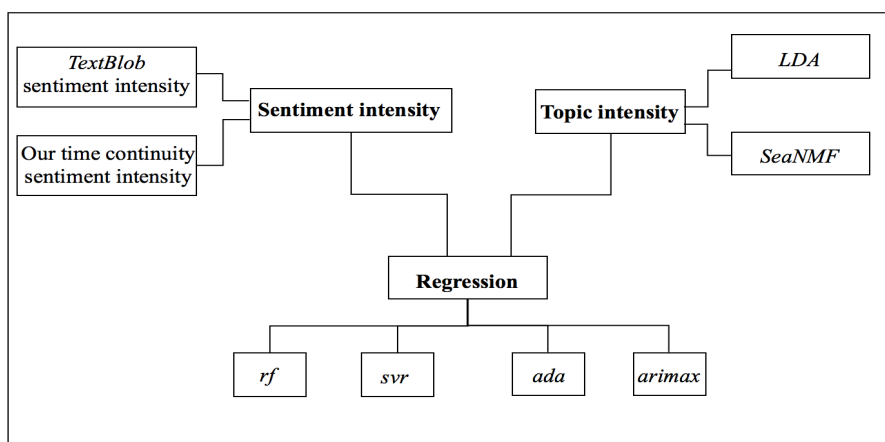 TextBlob
sentiment intensity
Our time continuity
sentiment intensity
Sentiment intensity
Topic intensity
LDA
SeaNMF
Regression
rf
svr
ada
arimax